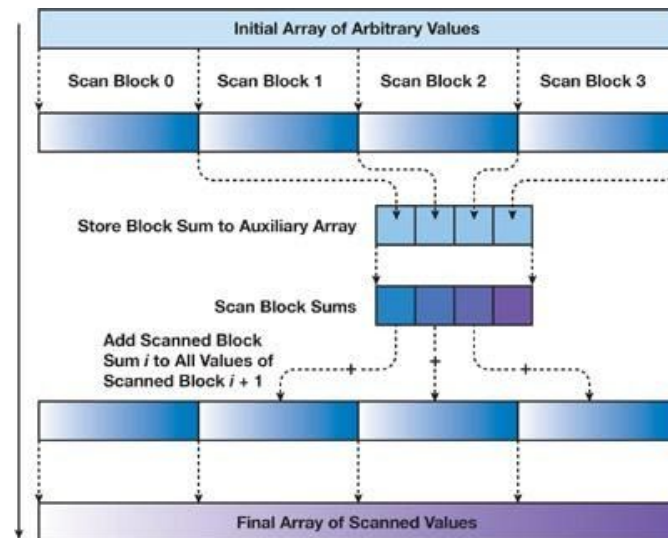 Initial Array of Arbitrary Values
Scan Block 0 Scan Block 1 Scan Block 2 Scan Block 3
Store Block Sum to Auxiliary Array
Scan Block Sums
Add Scanned Block
Sum i to All Values of
Scanned Block i + 1
+ + +
Final Array of Scanned Values